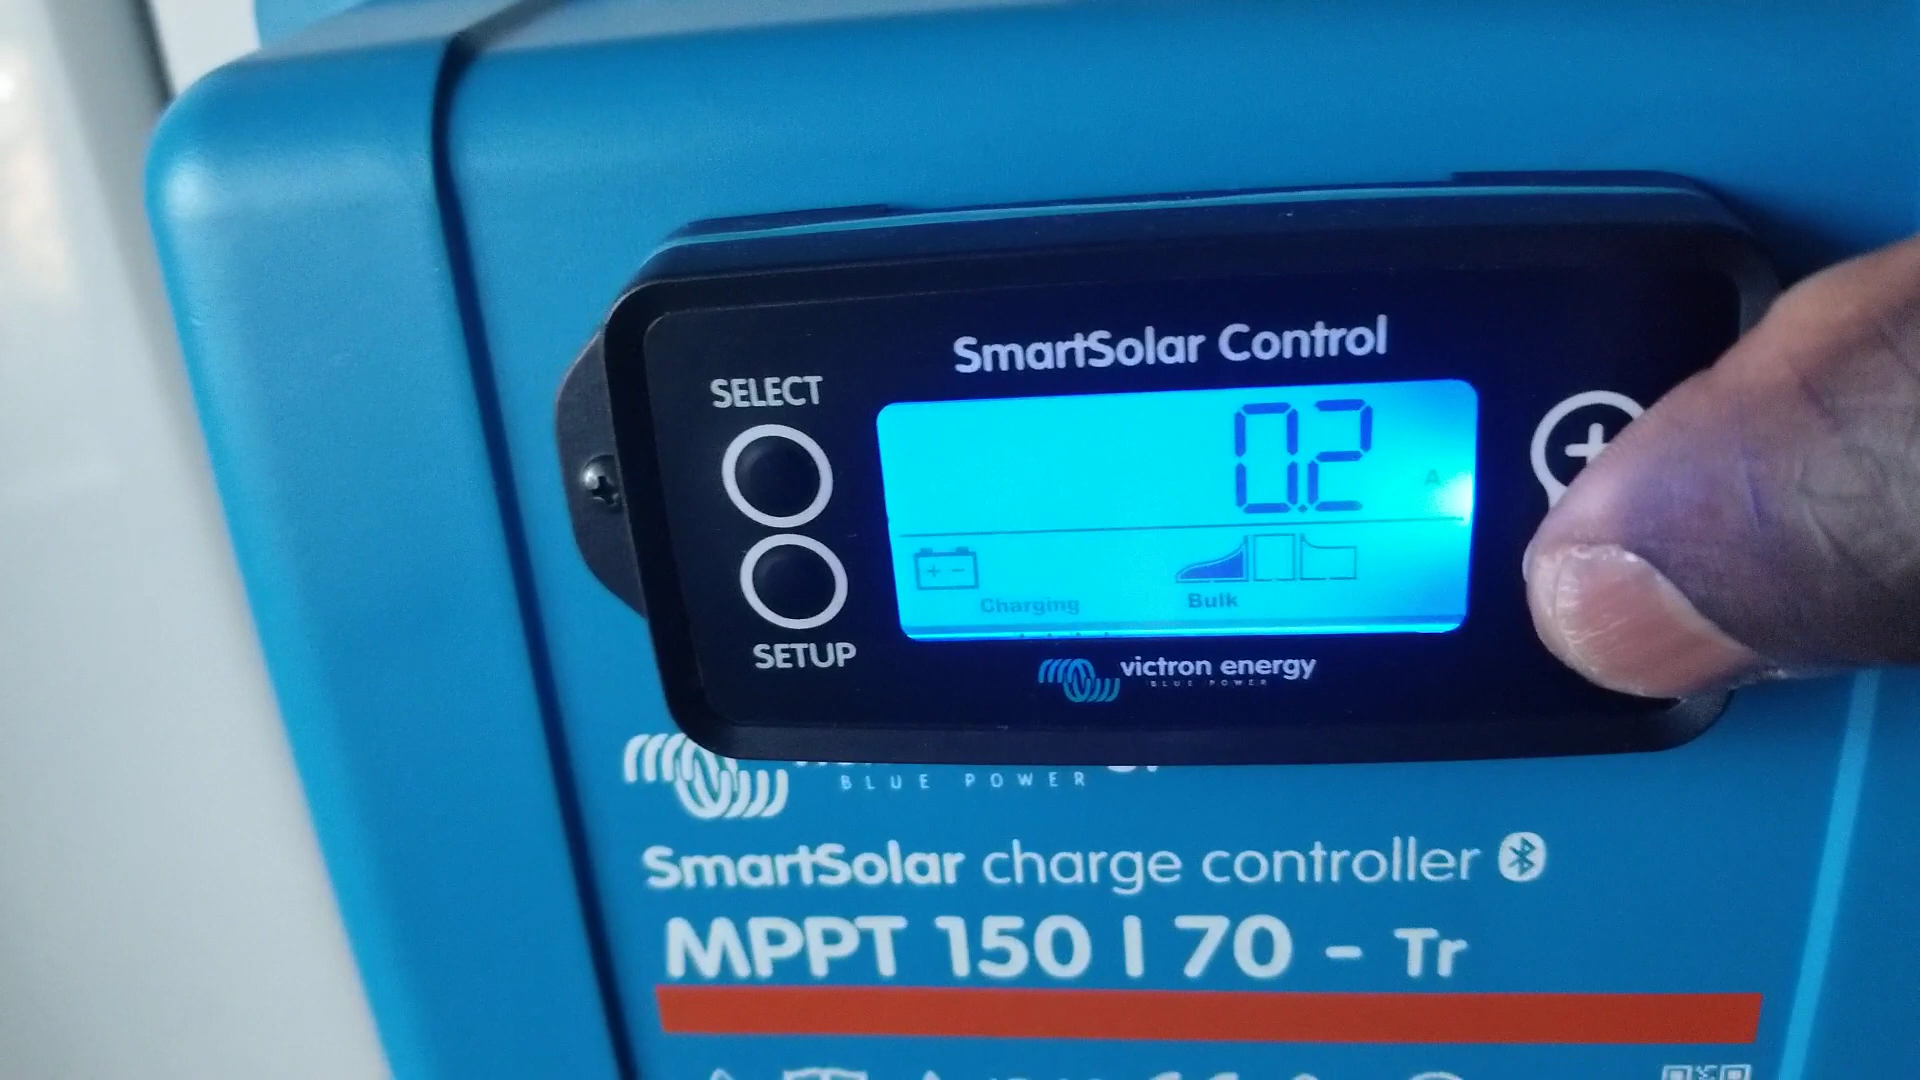 SmartSolar Control
SELECT
0.2 A
Charging Bulk
SETUP
victron energy
BLUE POWER
BLUE POWER
SmartSolar charge controller
MPPT 150 | 70 - Tr